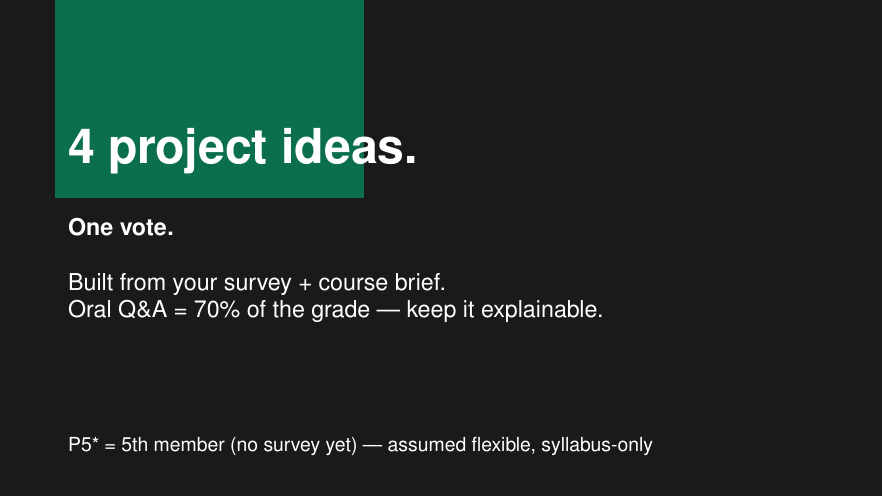 4 project ideas.
One vote.
Built from your survey + course brief.
Oral Q&A = 70% of the grade — keep it explainable.
P5* = 5th member (no survey yet) — assumed flexible, syllabus-only